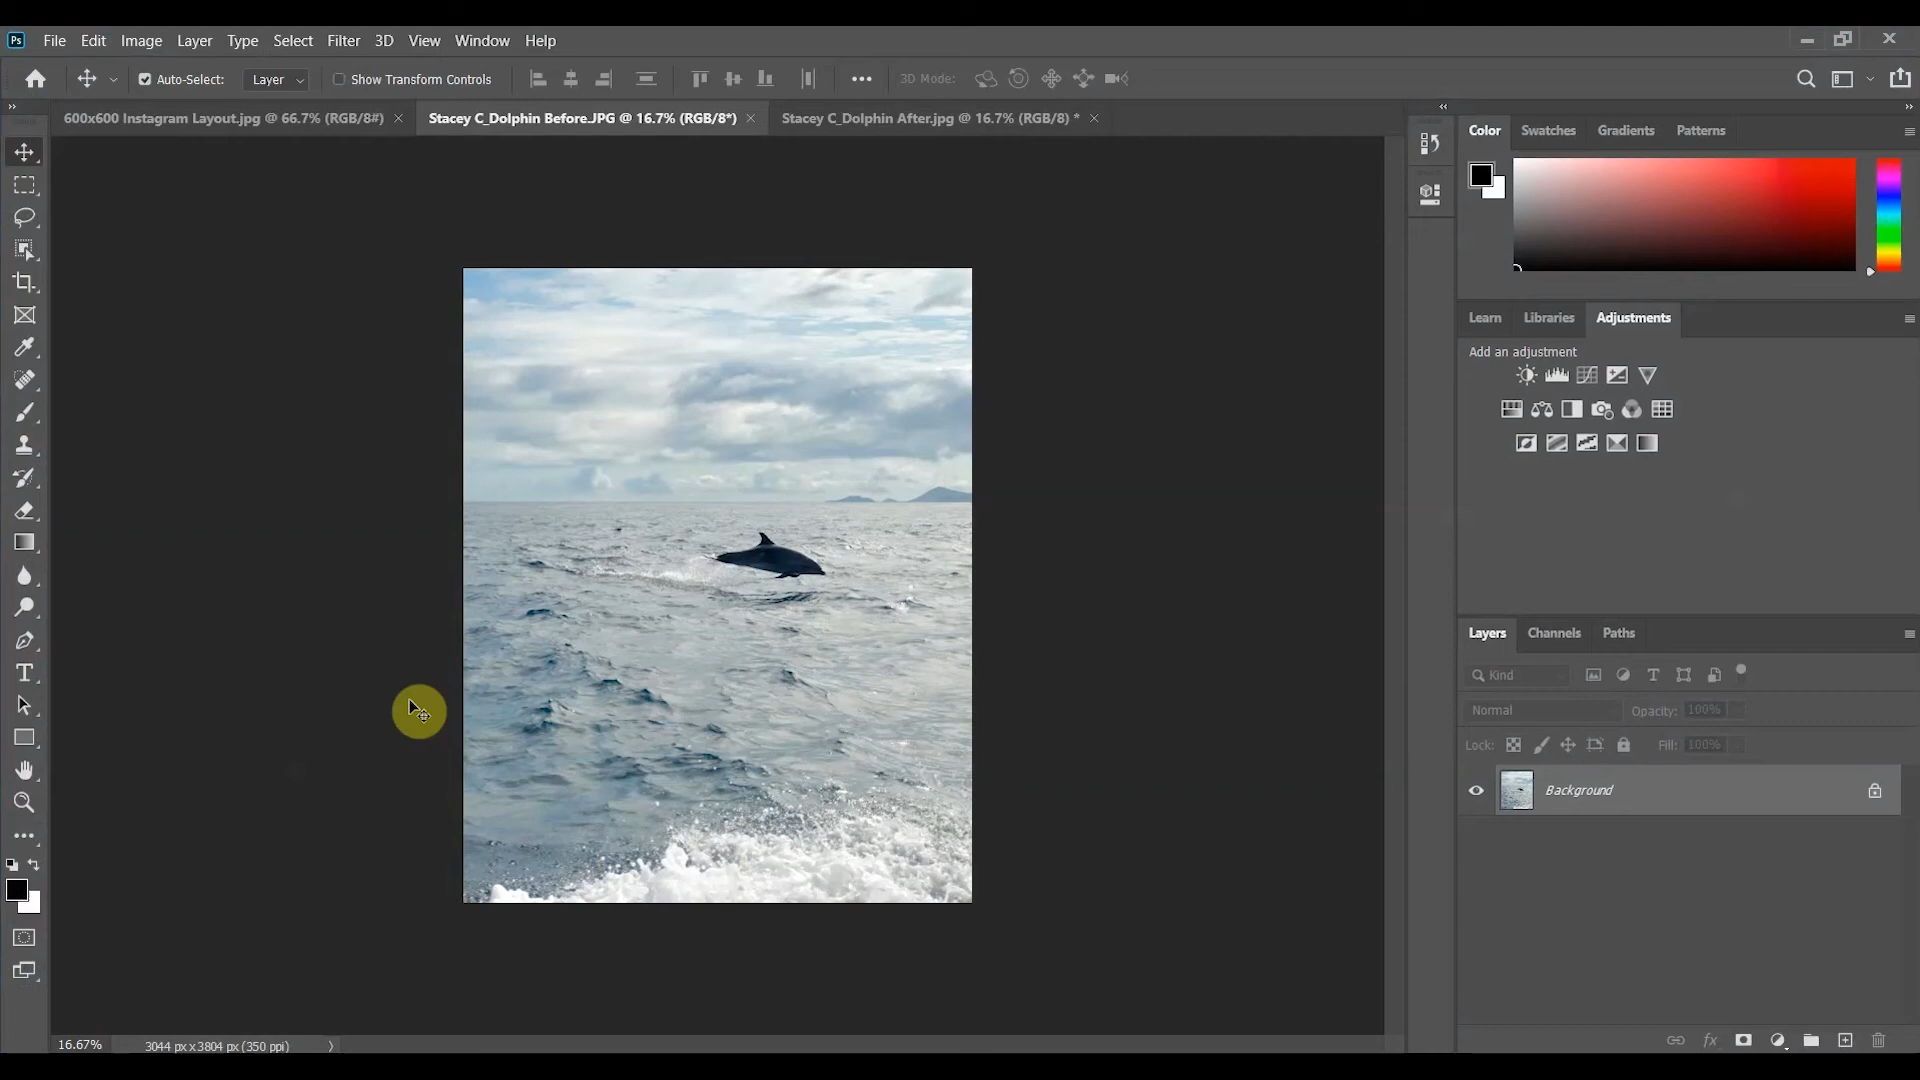 Ps File Edit Image Layer Type Select Filter 3D View Window Help
Auto-Select: Layer Show Transform Controls 3D Mode:
600x600 Instagram Layout.jpg @ 66.7% (RGB/8#) Stacey C_Dolphin Before.JPG @ 16.7% (RGB/8*) Stacey C_Dolphin After.jpg @ 16.7% (RGB/8) *
Color Swatches Gradients Patterns
Learn Libraries Adjustments
Add an adjustment
Layers Channels Paths
Kind
Normal Opacity: 100%
Lock: Fill: 100%
Background
16.67% 3044 px x 3804 px (350 ppi)